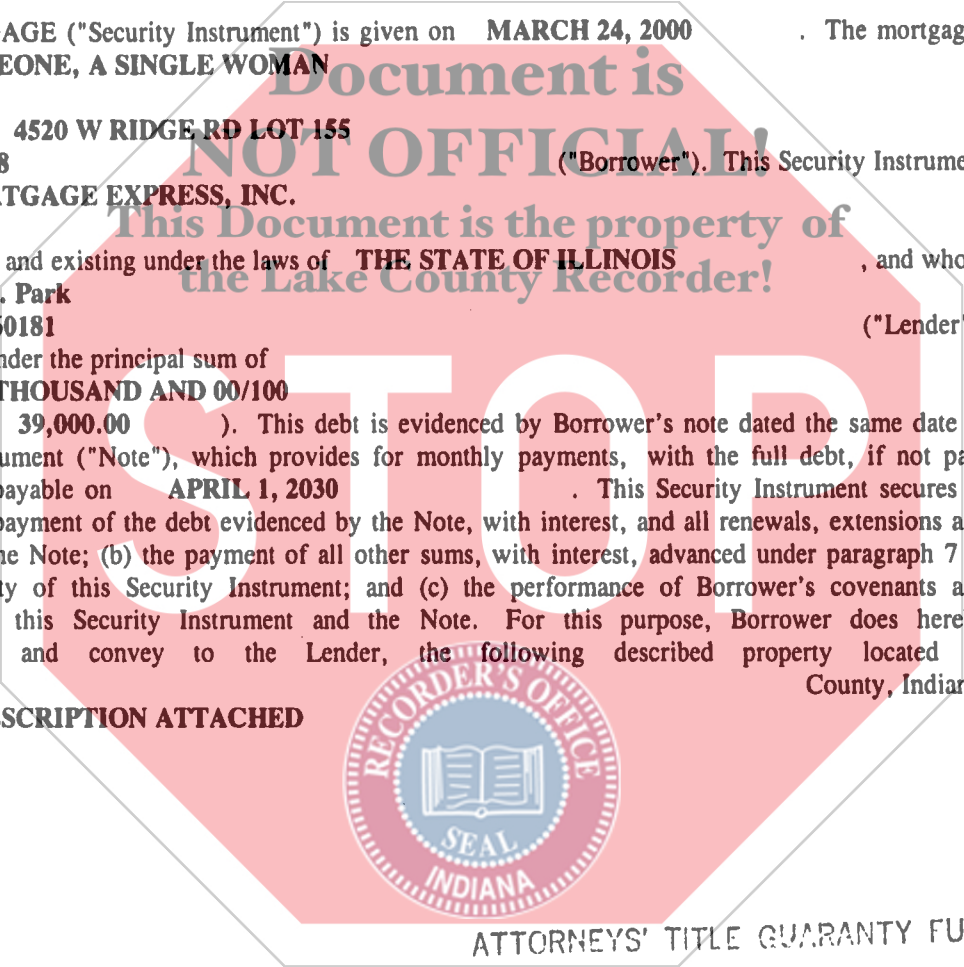 AGE ("Security Instrument") is given on MARCH 24, 2000 . The mortgag
EONE, A SINGLE WOMAN
Document is
4520 W RIDGE RD LOT 155
NOT OFFICIAL!
8 ("Borrower"). This Security Instrume
TGAGE EXPRESS, INC.
This Document is the property of
and existing under the laws of THE STATE OF ILLINOIS , and who
the Lake County Recorder!
. Park
60181 ("Lender"
nder the principal sum of
THOUSAND AND 00/100
STOP
39,000.00 ). This debt is evidenced by Borrower's note dated the same date
ument ("Note"), which provides for monthly payments, with the full debt, if not pa
payable on APRIL 1, 2030 . This Security Instrument secures
payment of the debt evidenced by the Note, with interest, and all renewals, extensions a
he Note; (b) the payment of all other sums, with interest, advanced under paragraph 7
ty of this Security Instrument; and (c) the performance of Borrower's covenants a
this Security Instrument and the Note. For this purpose, Borrower does here
and convey to the Lender, the following described property located
County, Indian
SCRIPTION ATTACHED
RECORDER'S OFFICE
SEAL
INDIANA
ATTORNEYS' TITLE GUARANTY FU